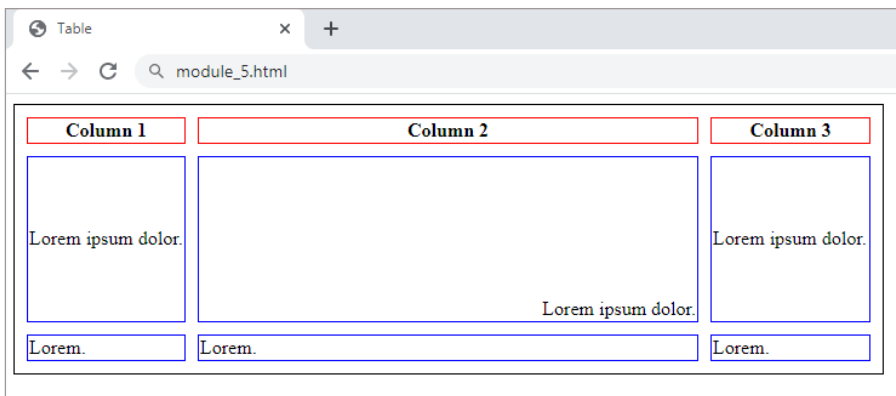 Table
module_5.html
Column 1 Column 2 Column 3
Lorem ipsum dolor. Lorem ipsum dolor. Lorem ipsum dolor.
Lorem. Lorem. Lorem.